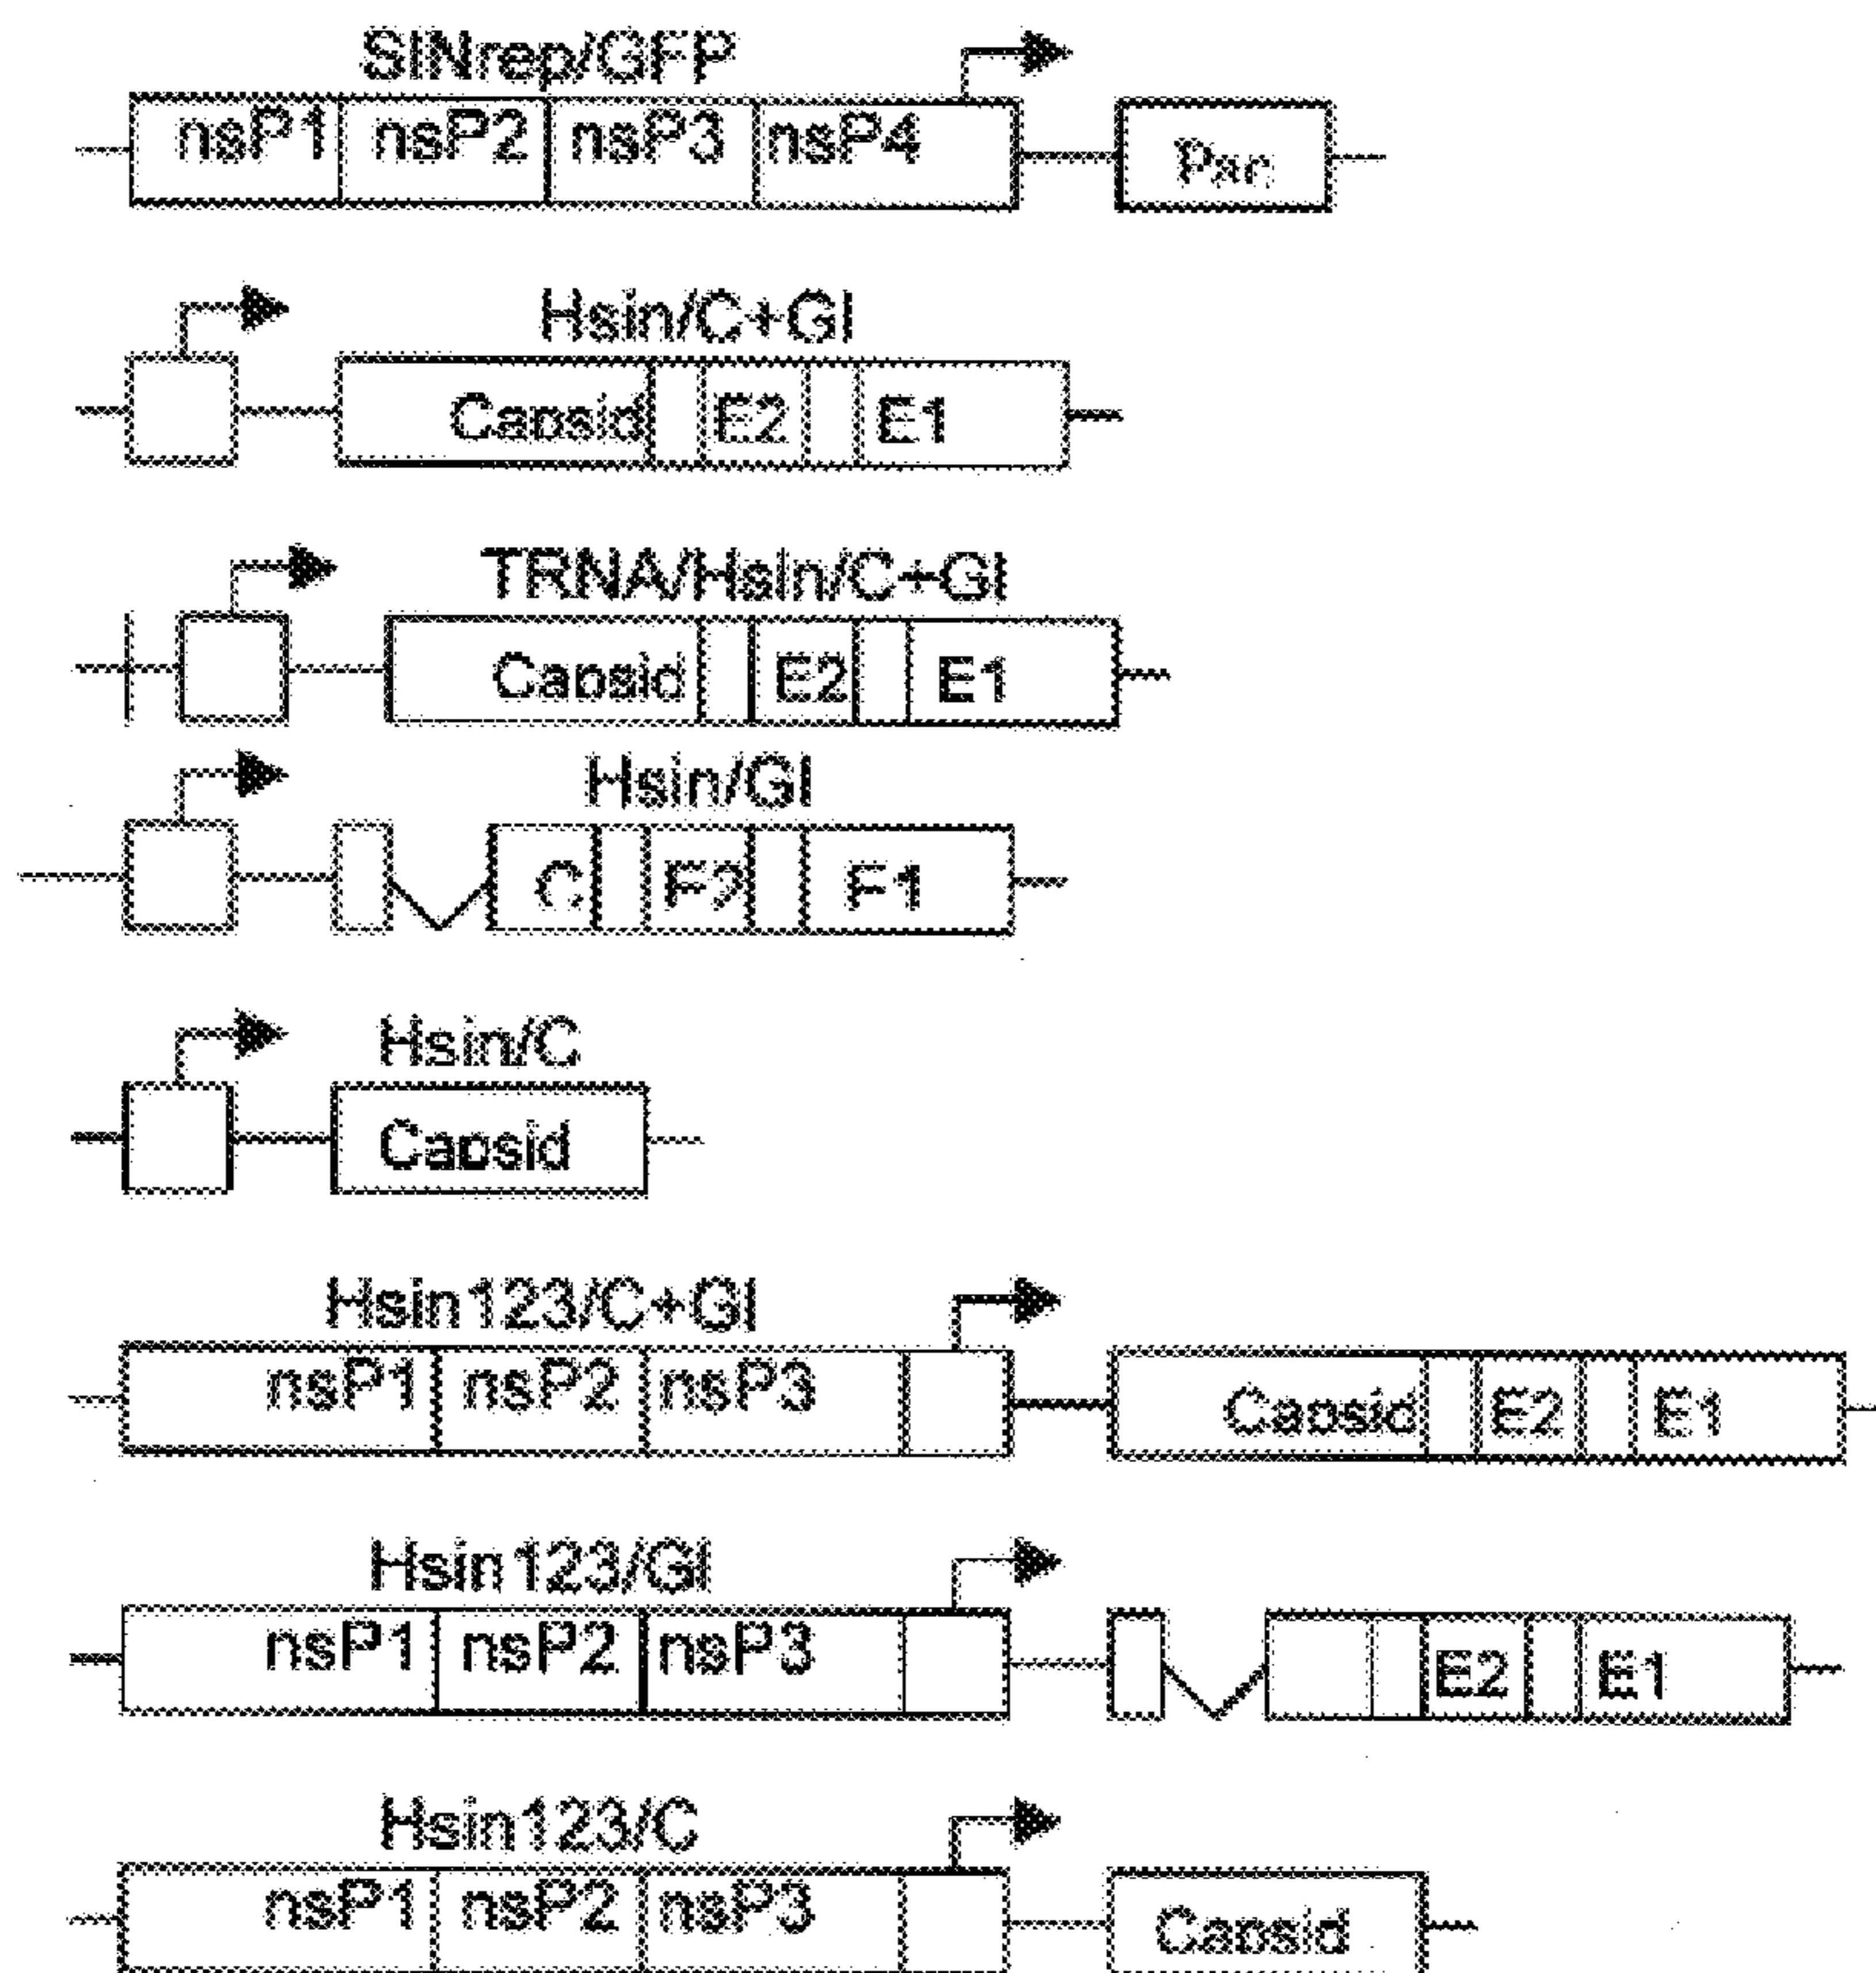 SINrep/GFP
nsP1 nsP2 nsP3 nsP4
Hsin/C+GI
Capsid E2 E1
TRNA/Hsin/C+GI
Capsid E2 E1
Hsin/GI
C E2 E1
Hsin/C
Capsid
Hsin123/C+GI
nsP1 nsP2 nsP3 Capsid E2 E1
Hsin123/GI
nsP1 nsP2 nsP3 E2 E1
Hsin123/C
nsP1 nsP2 nsP3 Capsid